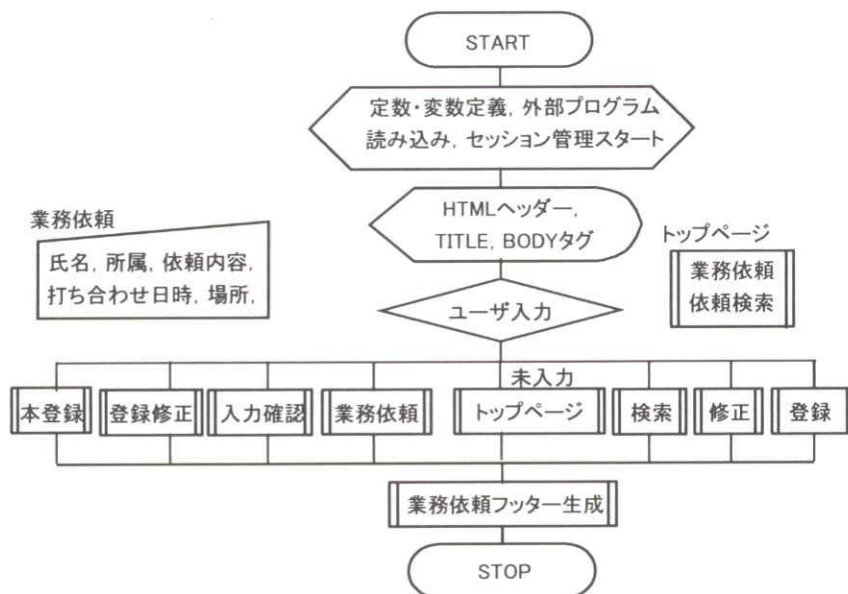 START
定数・変数定義, 外部プログラム
読み込み, セッション管理スタート
HTMLヘッダー,
TITLE, BODYタグ
業務依頼
氏名, 所属, 依頼内容,
打ち合わせ日時, 場所,
トップページ
業務依頼
依頼検索
ユーザ入力
未入力
本登録 登録修正 入力確認 業務依頼 トップページ 検索 修正 登録
業務依頼フッター生成
STOP